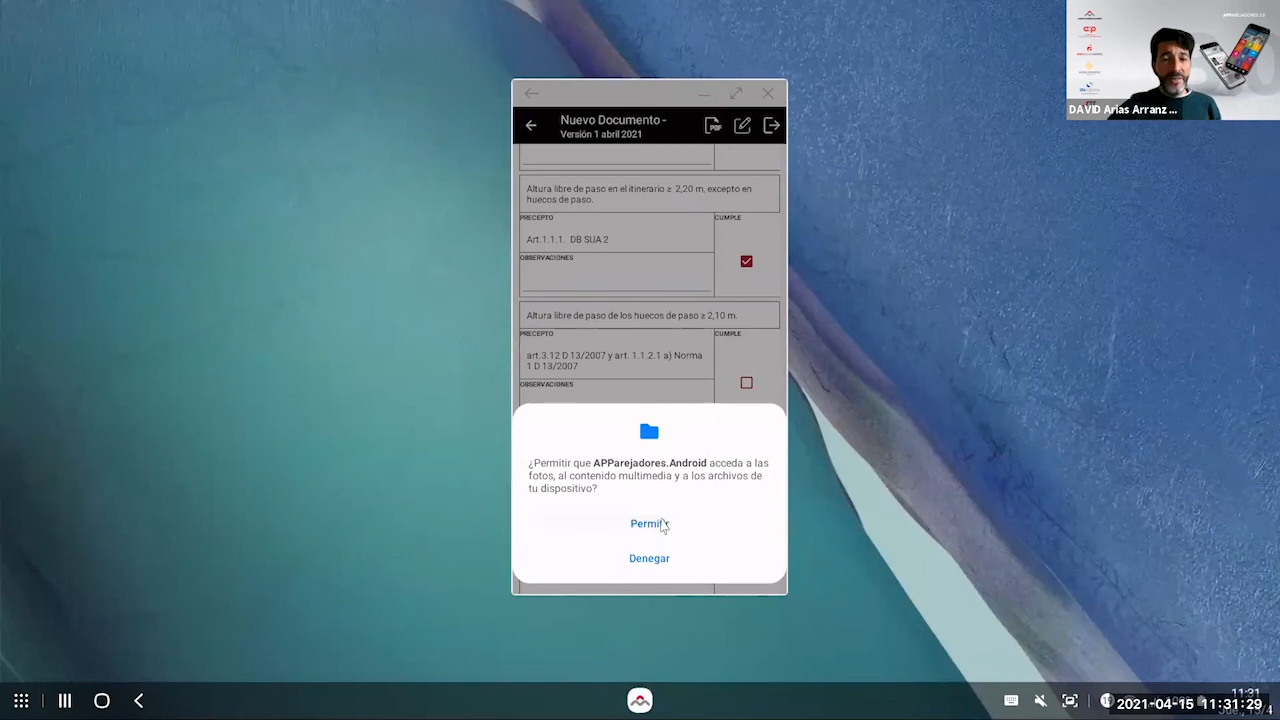 DAVID Arias Arranz ...
Nuevo Documento -
Versión 1 abril 2021
PDF
Altura libre de paso en el itinerario ≥ 2,20 m, excepto en
huecos de paso.
PRECEPTO
CUMPLE
Art.1.1.1. DB SUA 2
OBSERVACIONES
Altura libre de paso de los huecos de paso ≥ 2,10 m.
PRECEPTO
CUMPLE
art.3.12 D 13/2007 y art. 1.1.2.1 a) Norma
1 D 13/2007
OBSERVACIONES
¿Permitir que APParejadores.Android acceda a las
fotos, al contenido multimedia y a los archivos de
tu dispositivo?
Permitir
Denegar
11:31
2021-04-15 11:31:29